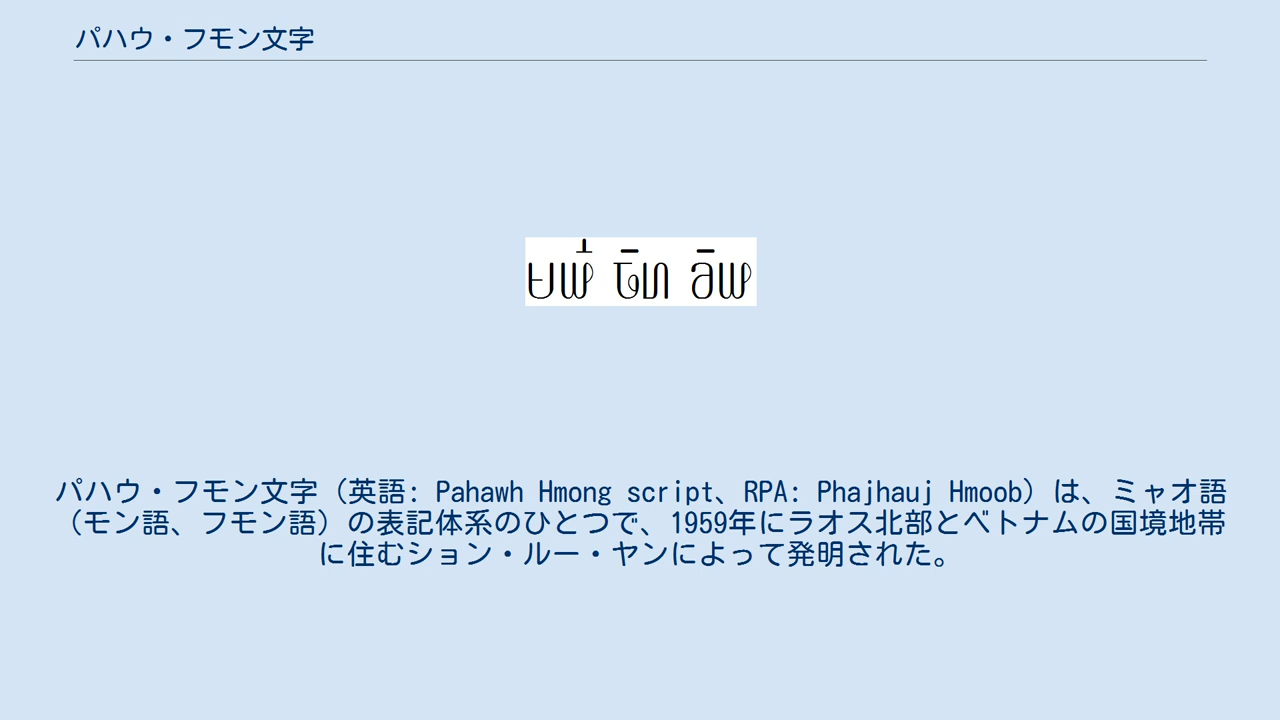 パハウ・フモン文字
パハウ・フモン文字（英語: Pahawh Hmong script、RPA: Phajhauj Hmoob）は、ミャオ語
（モン語、フモン語）の表記体系のひとつで、1959年にラオス北部とベトナムの国境地帯
に住むション・ルー・ヤンによって発明された。